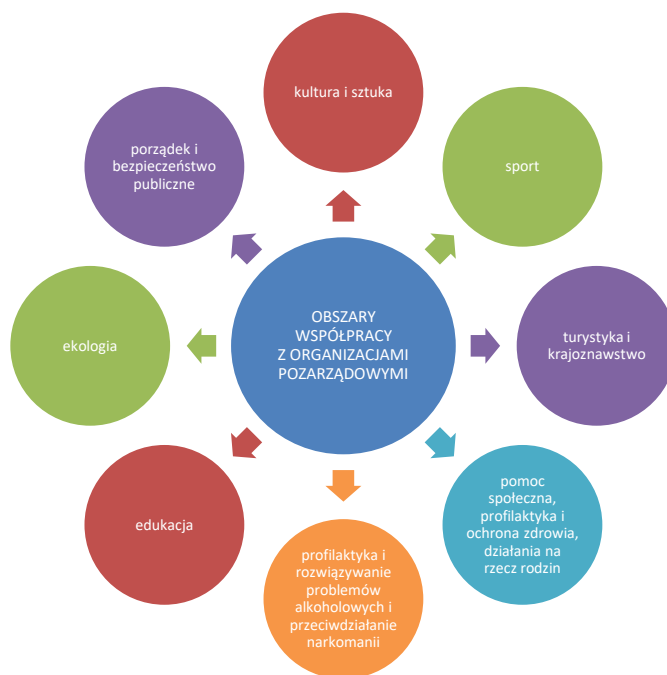 kultura i sztuka
porządek i
bezpieczeństwo
publiczne
sport
OBSZARY
WSPÓŁPRACY
Z ORGANIZACJAMI
POZARZĄDOWYMI
ekologia
turystyka i
krajoznawstwo
edukacja
pomoc
społeczna,
profilaktyka i
ochrona zdrowia,
działania na
rzecz rodzin
profilaktyka i
rozwiązywanie
problemów
alkoholowych i
przeciwdziałanie
narkomanii